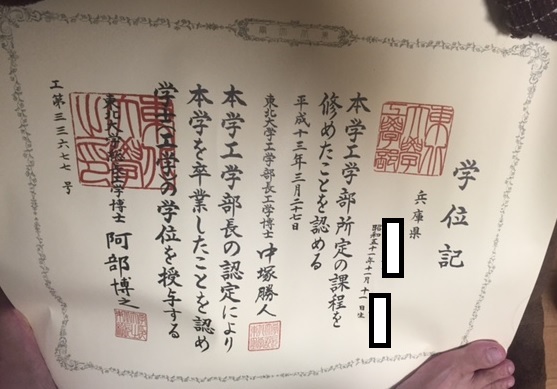 学位記
兵庫県
昭和五十一年十一月十一日生
本学工学部所定の課程を
修めたことを認める
平成十三年三月二十七日
東北大学工学部長工学博士 中塚勝人
本学工学部長の認定により
本学を卒業したことを認め
学士(工学)の学位を授与する
東北大学総長工学博士 阿部博之
工第三三六七七号